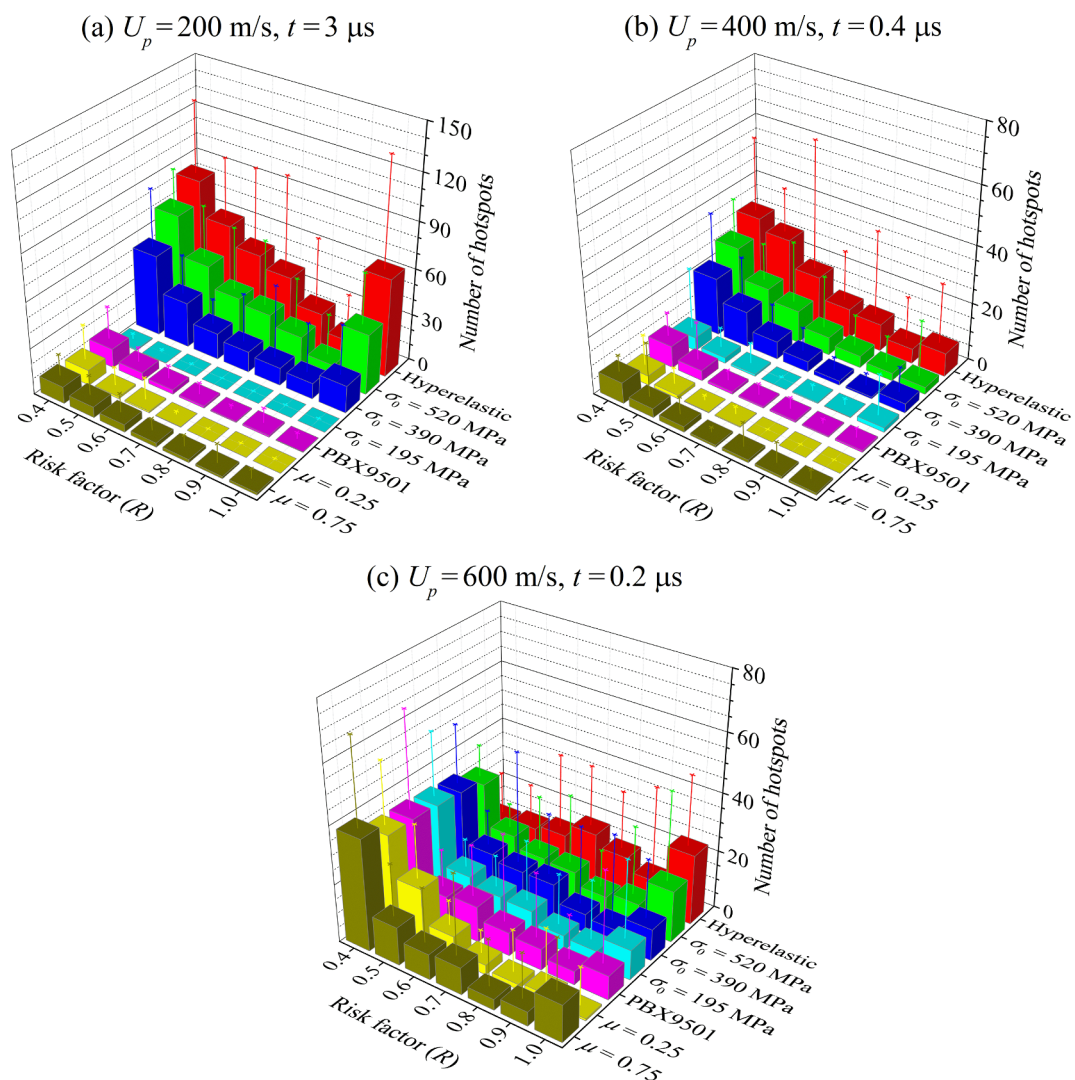 (a) U_p = 200 m/s, t = 3 μs
150
120
90
60
30
0
Number of hotspots
0.4
0.5
0.6
0.7
0.8
0.9
1.0
Risk factor (R)
Hyperelastic
σ₀ = 520 MPa
σ₀ = 390 MPa
σ₀ = 195 MPa
PBX9501
μ = 0.25
μ = 0.75
(b) U_p = 400 m/s, t = 0.4 μs
80
60
40
20
0
Number of hotspots
0.4
0.5
0.6
0.7
0.8
0.9
1.0
Risk factor (R)
Hyperelastic
σ₀ = 520 MPa
σ₀ = 390 MPa
σ₀ = 195 MPa
PBX9501
μ = 0.25
μ = 0.75
(c) U_p = 600 m/s, t = 0.2 μs
80
60
40
20
0
Number of hotspots
0.4
0.5
0.6
0.7
0.8
0.9
1.0
Risk factor (R)
Hyperelastic
σ₀ = 520 MPa
σ₀ = 390 MPa
σ₀ = 195 MPa
PBX9501
μ = 0.25
μ = 0.75